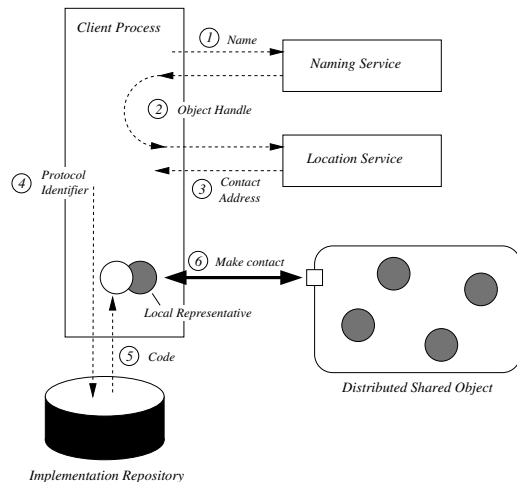 Client Process
1 Name
Naming Service
2 Object Handle
Location Service
3 Contact
Address
4 Protocol
Identifier
6 Make contact
Local Representative
5 Code
Distributed Shared Object
Implementation Repository